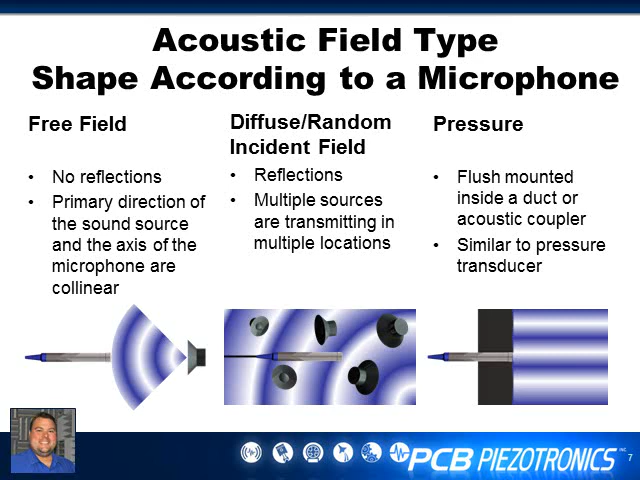 Acoustic Field Type
Shape According to a Microphone
Free Field
• No reflections
• Primary direction of
the sound source
and the axis of the
microphone are
collinear
Diffuse/Random
Incident Field
• Reflections
• Multiple sources
are transmitting in
multiple locations
Pressure
• Flush mounted
inside a duct or
acoustic coupler
• Similar to pressure
transducer
PCB PIEZOTRONICS INC
7